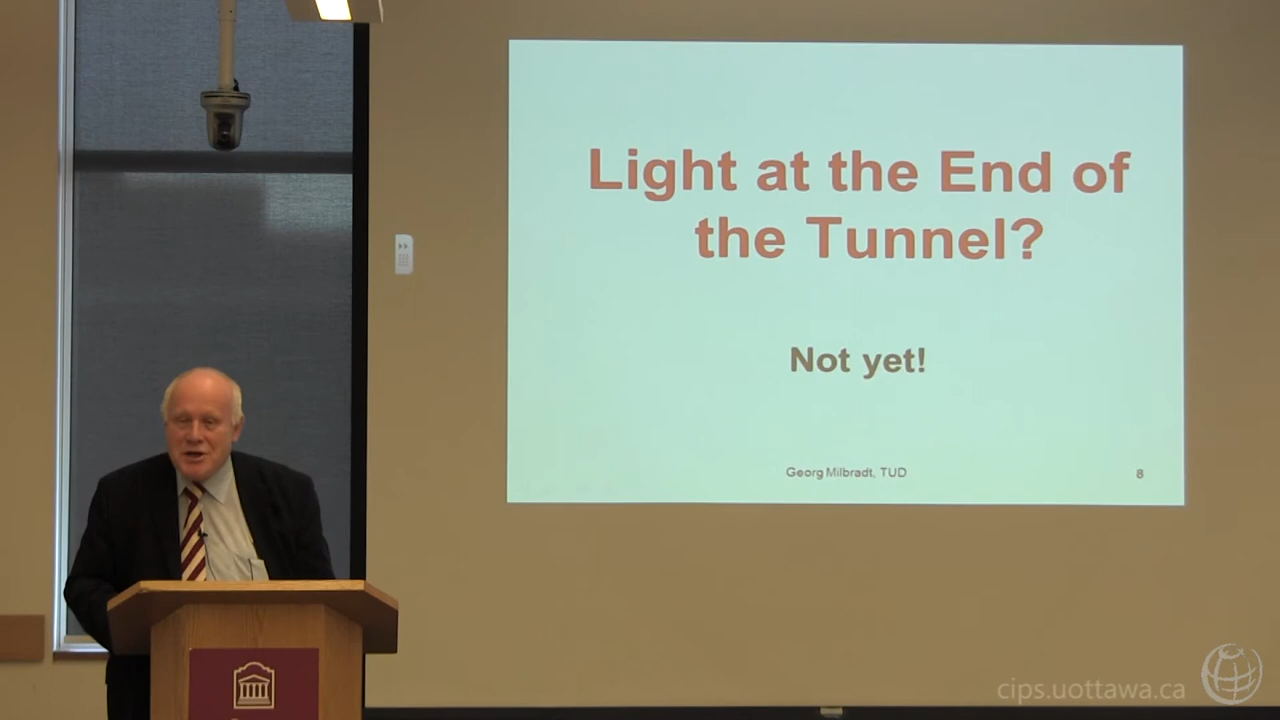 Light at the End of
the Tunnel?
Not yet!
Georg Milbradt, TUD
8
cips.uottawa.ca